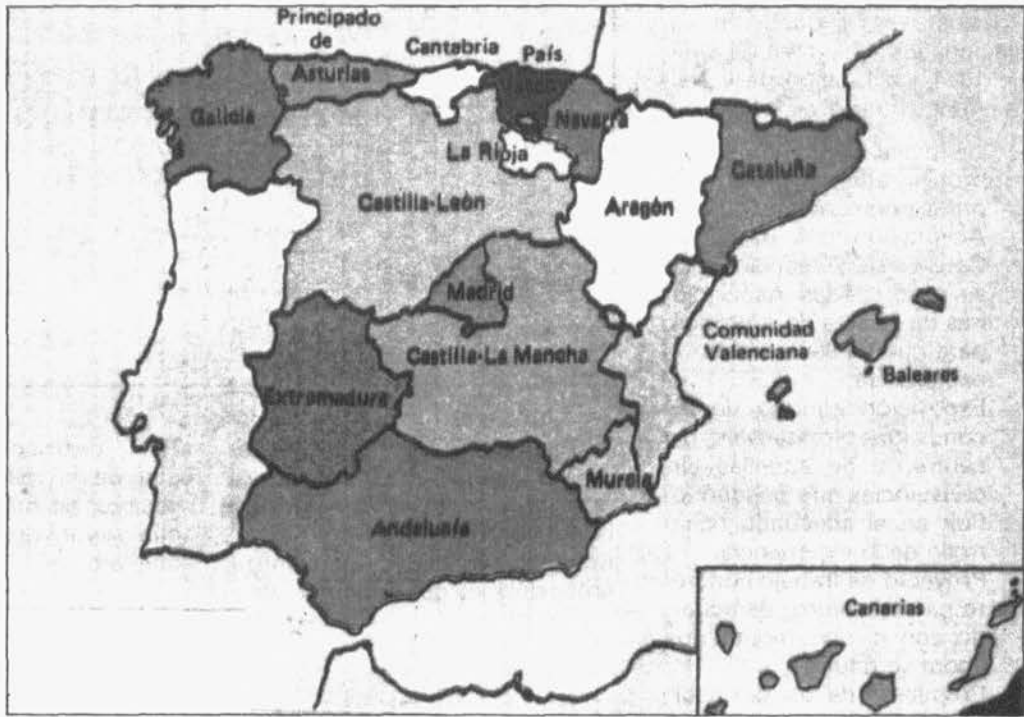 Principado
de
Asturias
Cantabria
País
Vasco
Galicia
Navarra
La Rioja
Cataluña
Castilla-León
Aragón
Madrid
Comunidad
Valenciana
Castilla-La Mancha
Baleares
Extremadura
Murcia
Andalucía
Canarias